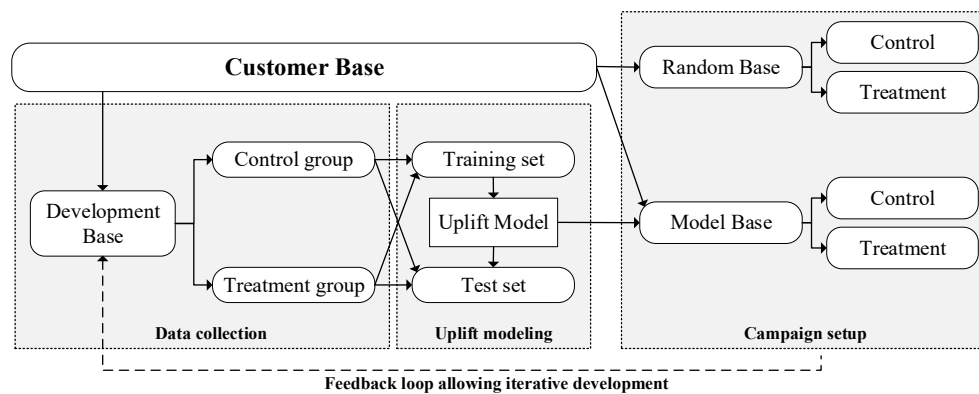 Customer Base
Random Base
Control
Treatment
Control group
Training set
Development
Base
Uplift Model
Model Base
Control
Treatment
Treatment group
Test set
Data collection
Uplift modeling
Campaign setup
Feedback loop allowing iterative development